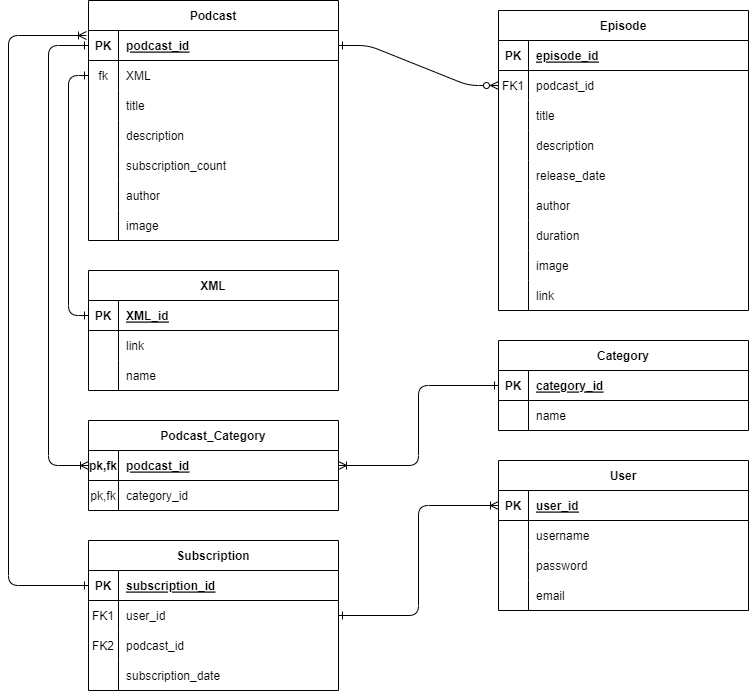 Podcast
PK podcast_id
fk XML
title
description
subscription_count
author
image
Episode
PK episode_id
FK1 podcast_id
title
description
release_date
author
duration
image
link
XML
PK XML_id
link
name
Category
PK category_id
name
Podcast_Category
pk,fk podcast_id
pk,fk category_id
User
PK user_id
username
password
email
Subscription
PK subscription_id
FK1 user_id
FK2 podcast_id
subscription_date